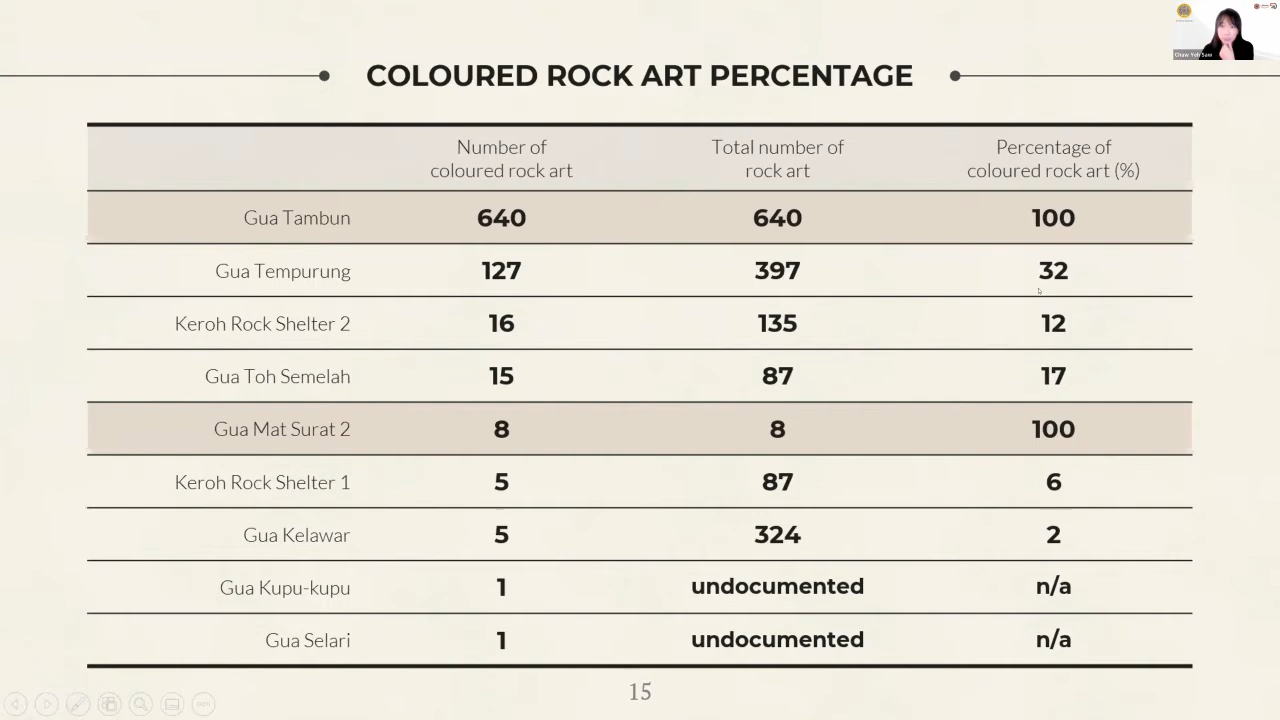 Chaw Yeh Saw
COLOURED ROCK ART PERCENTAGE
Number of coloured rock art Total number of rock art Percentage of coloured rock art (%)
Gua Tambun 640 640 100
Gua Tempurung 127 397 32
Keroh Rock Shelter 2 16 135 12
Gua Toh Semelah 15 87 17
Gua Mat Surat 2 8 8 100
Keroh Rock Shelter 1 5 87 6
Gua Kelawar 5 324 2
Gua Kupu-kupu 1 undocumented n/a
Gua Selari 1 undocumented n/a
15